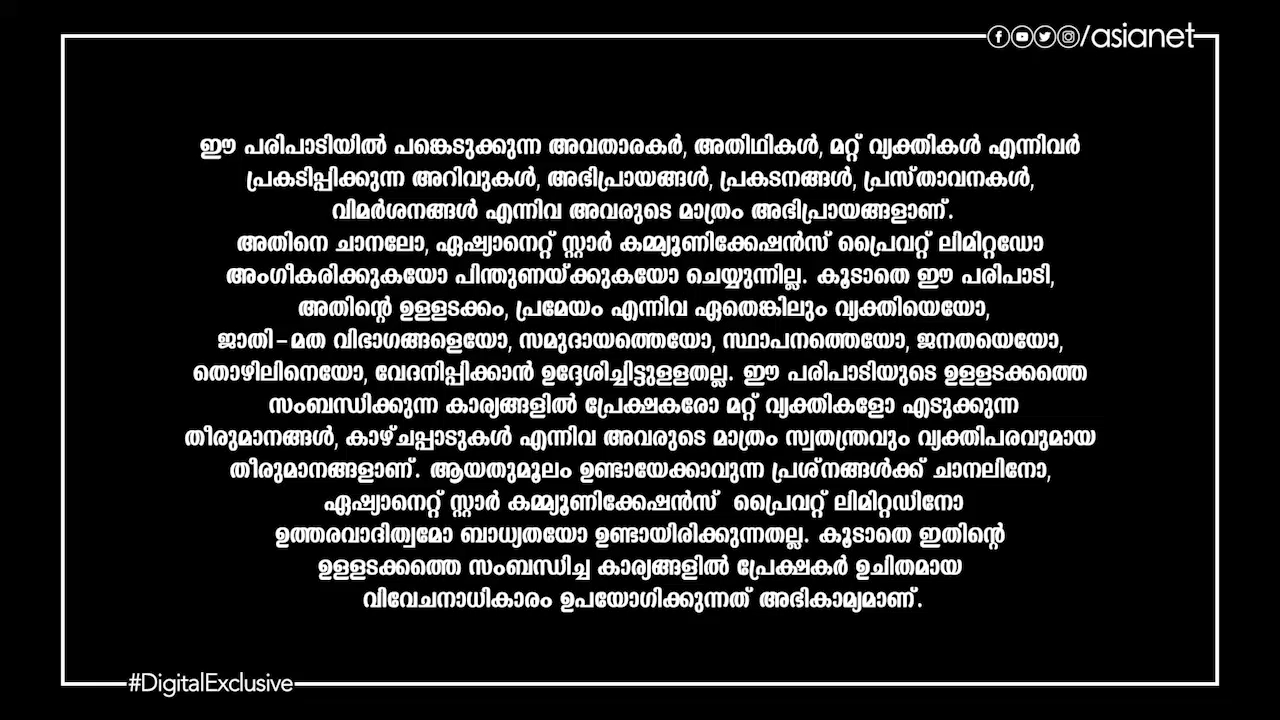 /asianet
ഈ പരിപാടിയിൽ പങ്കെടുക്കുന്ന അവതാരകർ, അതിഥികൾ, മറ്റ് വ്യക്തികൾ എന്നിവർ
പ്രകടിപ്പിക്കുന്ന അറിവുകൾ, അഭിപ്രായങ്ങൾ, പ്രകടനങ്ങൾ, പ്രസ്താവനകൾ,
വിമർശനങ്ങൾ എന്നിവ അവരുടെ മാത്രം അഭിപ്രായങ്ങളാണ്.
അതിനെ ചാനലോ, ഏഷ്യാനെറ്റ് സ്റ്റാർ കമ്മ്യൂണിക്കേഷൻസ് പ്രൈവറ്റ് ലിമിറ്റഡോ
അംഗീകരിക്കുകയോ പിന്തുണയ്ക്കുകയോ ചെയ്യുന്നില്ല. കൂടാതെ ഈ പരിപാടി,
അതിന്റെ ഉള്ളടക്കം, പ്രമേയം എന്നിവ ഏതെങ്കിലും വ്യക്തിയെയോ,
ജാതി-മത വിഭാഗങ്ങളെയോ, സമുദായത്തെയോ, സ്ഥാപനത്തെയോ, ജനതയെയോ,
തൊഴിലിനെയോ, വേദനിപ്പിക്കാൻ ഉദ്ദേശിച്ചിട്ടുള്ളതല്ല. ഈ പരിപാടിയുടെ ഉള്ളടക്കത്തെ
സംബന്ധിക്കുന്ന കാര്യങ്ങളിൽ പ്രേക്ഷകരോ മറ്റ് വ്യക്തികളോ എടുക്കുന്ന
തീരുമാനങ്ങൾ, കാഴ്ചപ്പാടുകൾ എന്നിവ അവരുടെ മാത്രം സ്വതന്ത്രവും വ്യക്തിപരവുമായ
തീരുമാനങ്ങളാണ്. ആയതുമൂലം ഉണ്ടായേക്കാവുന്ന പ്രശ്നങ്ങൾക്ക് ചാനലിനോ,
ഏഷ്യാനെറ്റ് സ്റ്റാർ കമ്മ്യൂണിക്കേഷൻസ് പ്രൈവറ്റ് ലിമിറ്റഡിനോ
ഉത്തരവാദിത്വമോ ബാധ്യതയോ ഉണ്ടായിരിക്കുന്നതല്ല. കൂടാതെ ഇതിന്റെ
ഉള്ളടക്കത്തെ സംബന്ധിച്ച കാര്യങ്ങളിൽ പ്രേക്ഷകർ ഉചിതമായ
വിവേചനാധികാരം ഉപയോഗിക്കുന്നത് അഭികാമ്യമാണ്.
#DigitalExclusive